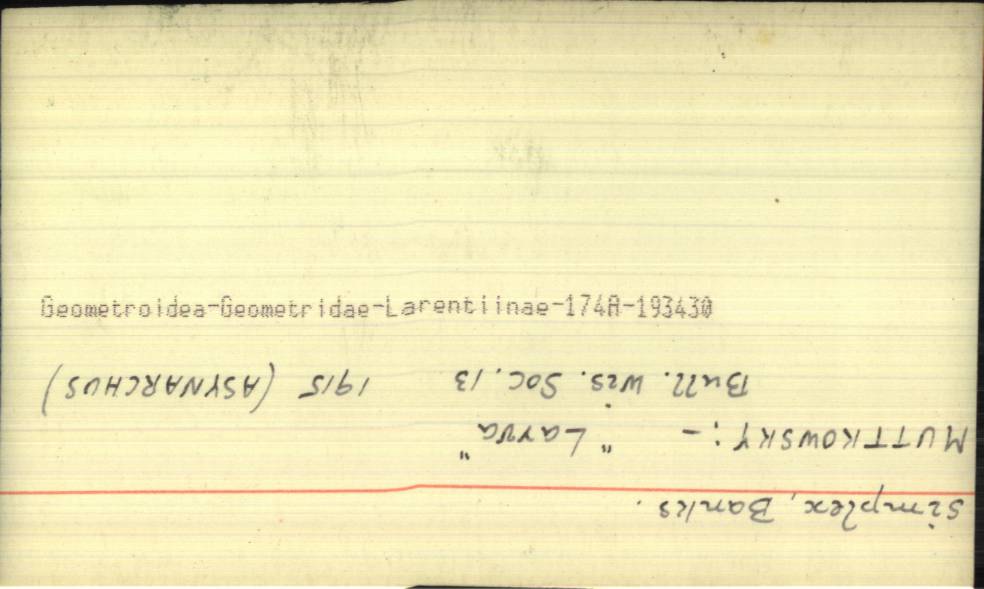 Geometroidea-Geometridae-Larentiinae-174A-193430
simplex, Banks.
MUTTKOWSKY:- "Larva"
Bull. Wis. Soc. 13 1915 (ASYNARCHUS)